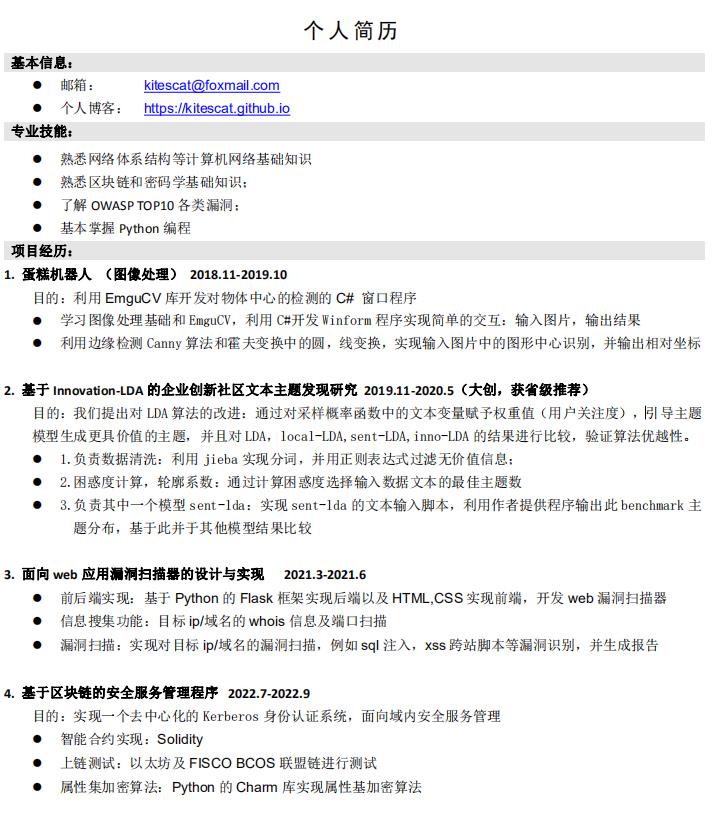 个人简历
基本信息：
● 邮箱： kitescat@foxmail.com
● 个人博客： https://kitescat.github.io
专业技能：
● 熟悉网络体系结构等计算机网络基础知识
● 熟悉区块链和密码学基础知识；
● 了解 OWASP TOP10 各类漏洞；
● 基本掌握 Python 编程
项目经历：
1. 蛋糕机器人 （图像处理） 2018.11-2019.10
目的：利用 EmguCV 库开发对物体中心的检测的 C# 窗口程序
● 学习图像处理基础和 EmguCV，利用 C#开发 Winform 程序实现简单的交互：输入图片，输出结果
● 利用边缘检测 Canny 算法和霍夫变换中的圆，线变换，实现输入图片中的图形中心识别，并输出相对坐标
2. 基于 Innovation-LDA 的企业创新社区文本主题发现研究 2019.11-2020.5（大创，获省级推荐）
目的：我们提出对 LDA 算法的改进：通过对采样概率函数中的文本变量赋予权重值（用户关注度），引导主题
模型生成更具价值的主题，并且对 LDA，local-LDA,sent-LDA,inno-LDA 的结果进行比较，验证算法优越性。
● 1.负责数据清洗：利用 jieba 实现分词，并用正则表达式过滤无价值信息；
● 2.困惑度计算，轮廓系数：通过计算困惑度选择输入数据文本的最佳主题数
● 3.负责其中一个模型 sent-lda：实现 sent-lda 的文本输入脚本，利用作者提供程序输出此 benchmark 主
题分布，基于此并于其他模型结果比较
3. 面向 web 应用漏洞扫描器的设计与实现 2021.3-2021.6
● 前后端实现：基于 Python 的 Flask 框架实现后端以及 HTML,CSS 实现前端，开发 web 漏洞扫描器
● 信息搜集功能：目标 ip/域名的 whois 信息及端口扫描
● 漏洞扫描：实现对目标 ip/域名的漏洞扫描，例如 sql 注入，xss 跨站脚本等漏洞识别，并生成报告
4. 基于区块链的安全服务管理程序 2022.7-2022.9
目的：实现一个去中心化的 Kerberos 身份认证系统，面向域内安全服务管理
● 智能合约实现：Solidity
● 上链测试：以太坊及 FISCO BCOS 联盟链进行测试
● 属性集加密算法：Python 的 Charm 库实现属性基加密算法